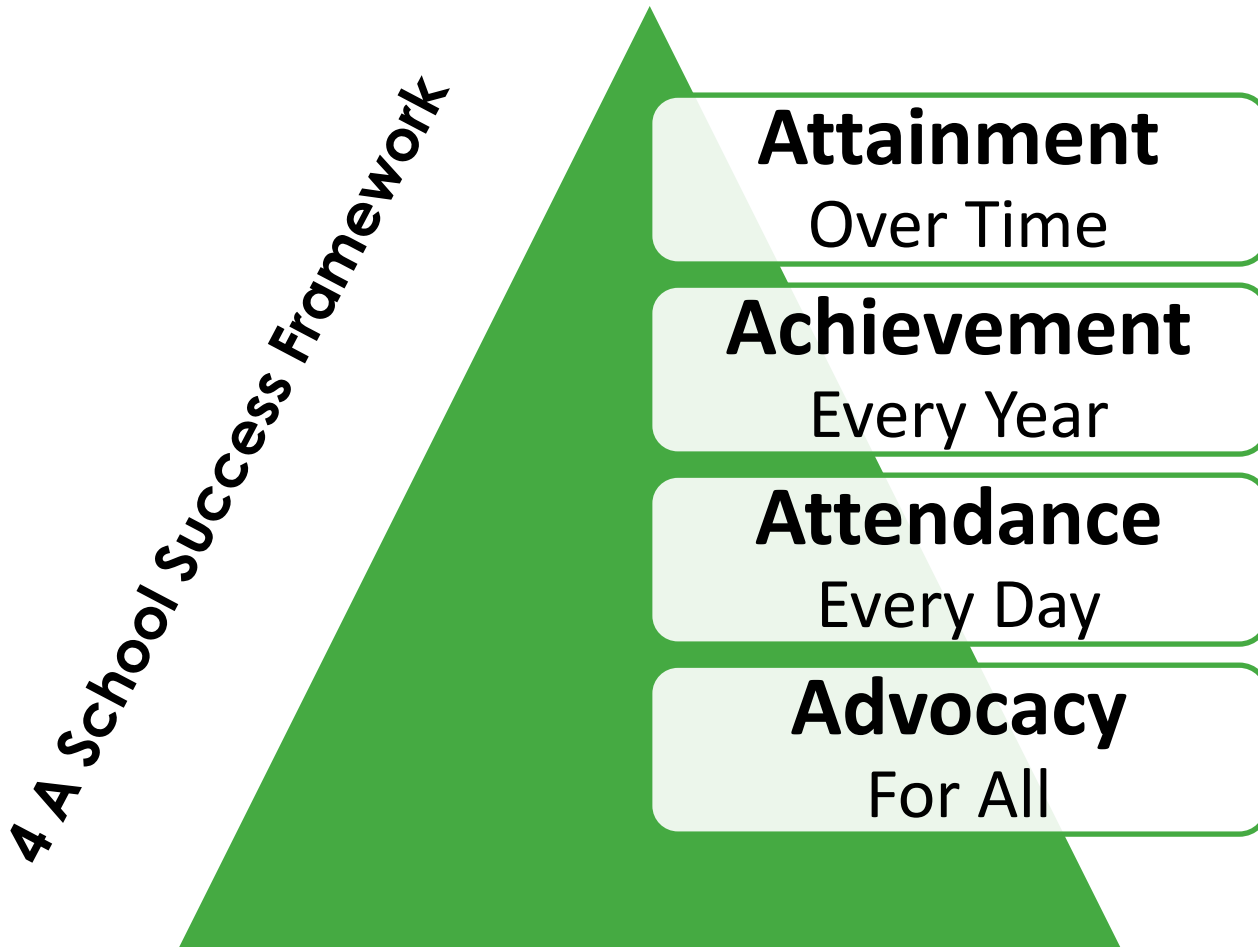 4 A School Success Framework
Attainment
Over Time
Achievement
Every Year
Attendance
Every Day
Advocacy
For All